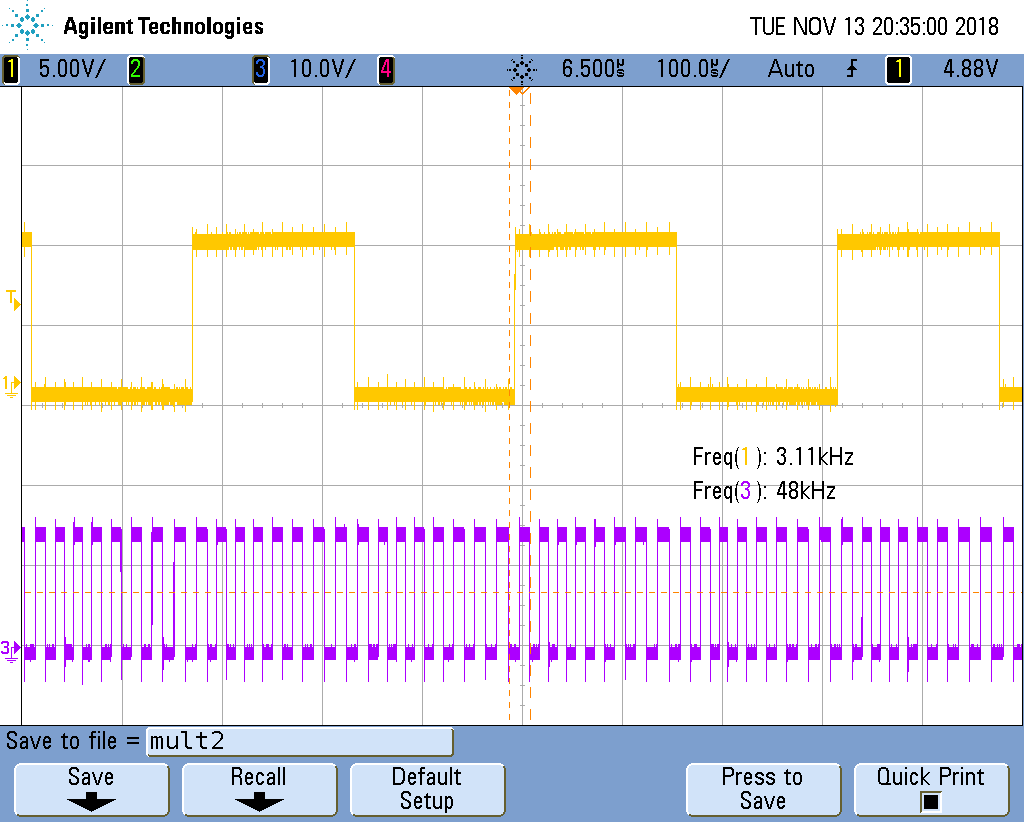 Agilent Technologies TUE NOV 13 20:35:00 2018
1 5.00V/ 2 3 10.0V/ 4 6.500µs 100.0µs/ Auto 1 4.88V
T
1
Freq(1): 3.11kHz
Freq(3): 48kHz
3
Save to file = mult2
Save Recall Default Setup Press to Save Quick Print